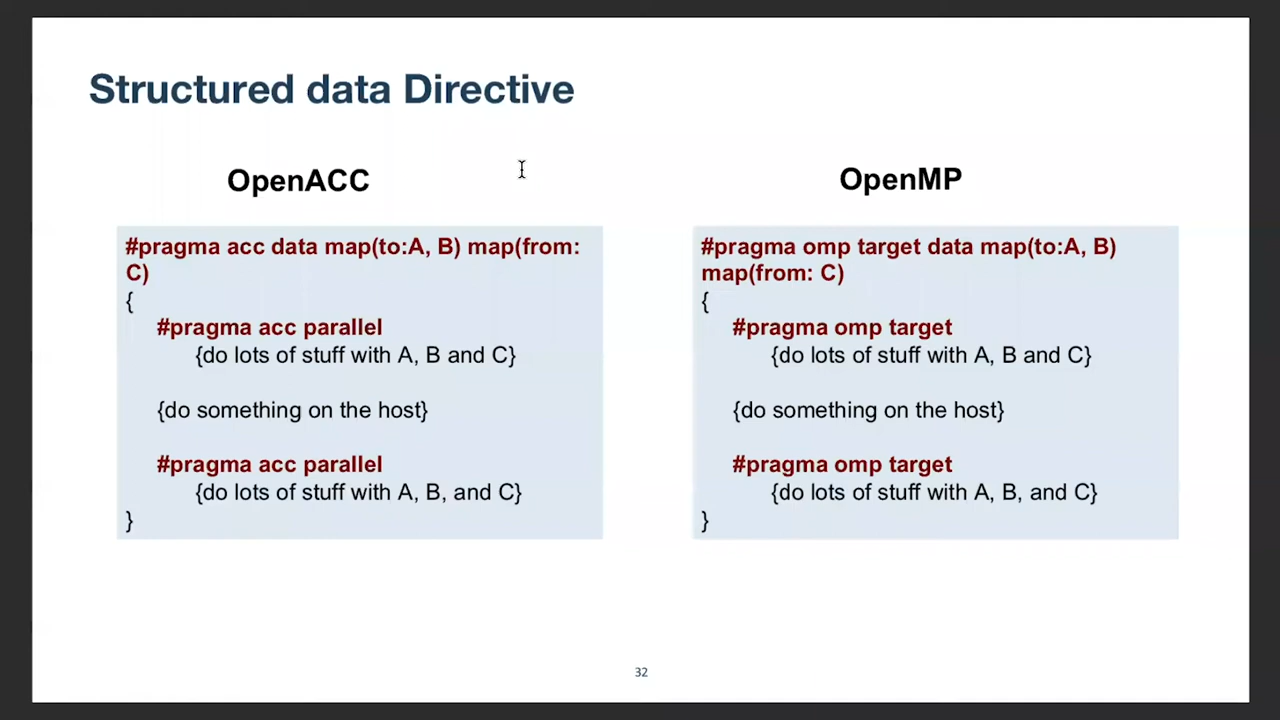 Structured data Directive
OpenACC
#pragma acc data map(to:A, B) map(from:
C)
{
#pragma acc parallel
{do lots of stuff with A, B and C}
{do something on the host}
#pragma acc parallel
{do lots of stuff with A, B, and C}
}
OpenMP
#pragma omp target data map(to:A, B)
map(from: C)
{
#pragma omp target
{do lots of stuff with A, B and C}
{do something on the host}
#pragma omp target
{do lots of stuff with A, B, and C}
}
32